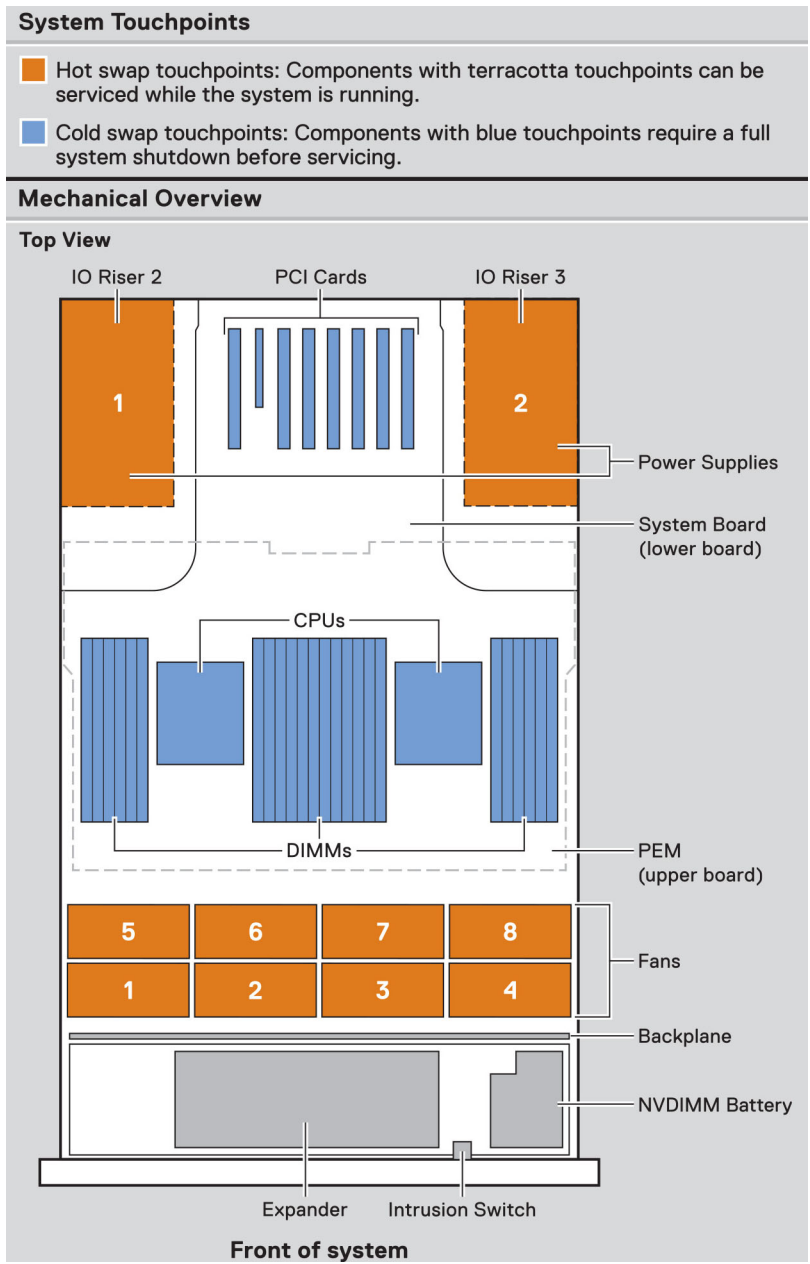 System Touchpoints
Hot swap touchpoints: Components with terracotta touchpoints can be
serviced while the system is running.
Cold swap touchpoints: Components with blue touchpoints require a full
system shutdown before servicing.
Mechanical Overview
Top View
IO Riser 2
PCI Cards
IO Riser 3
1
2
Power Supplies
System Board
(lower board)
CPUs
DIMMs
PEM
(upper board)
5
6
7
8
Fans
1
2
3
4
Backplane
NVDIMM Battery
Expander
Intrusion Switch
Front of system